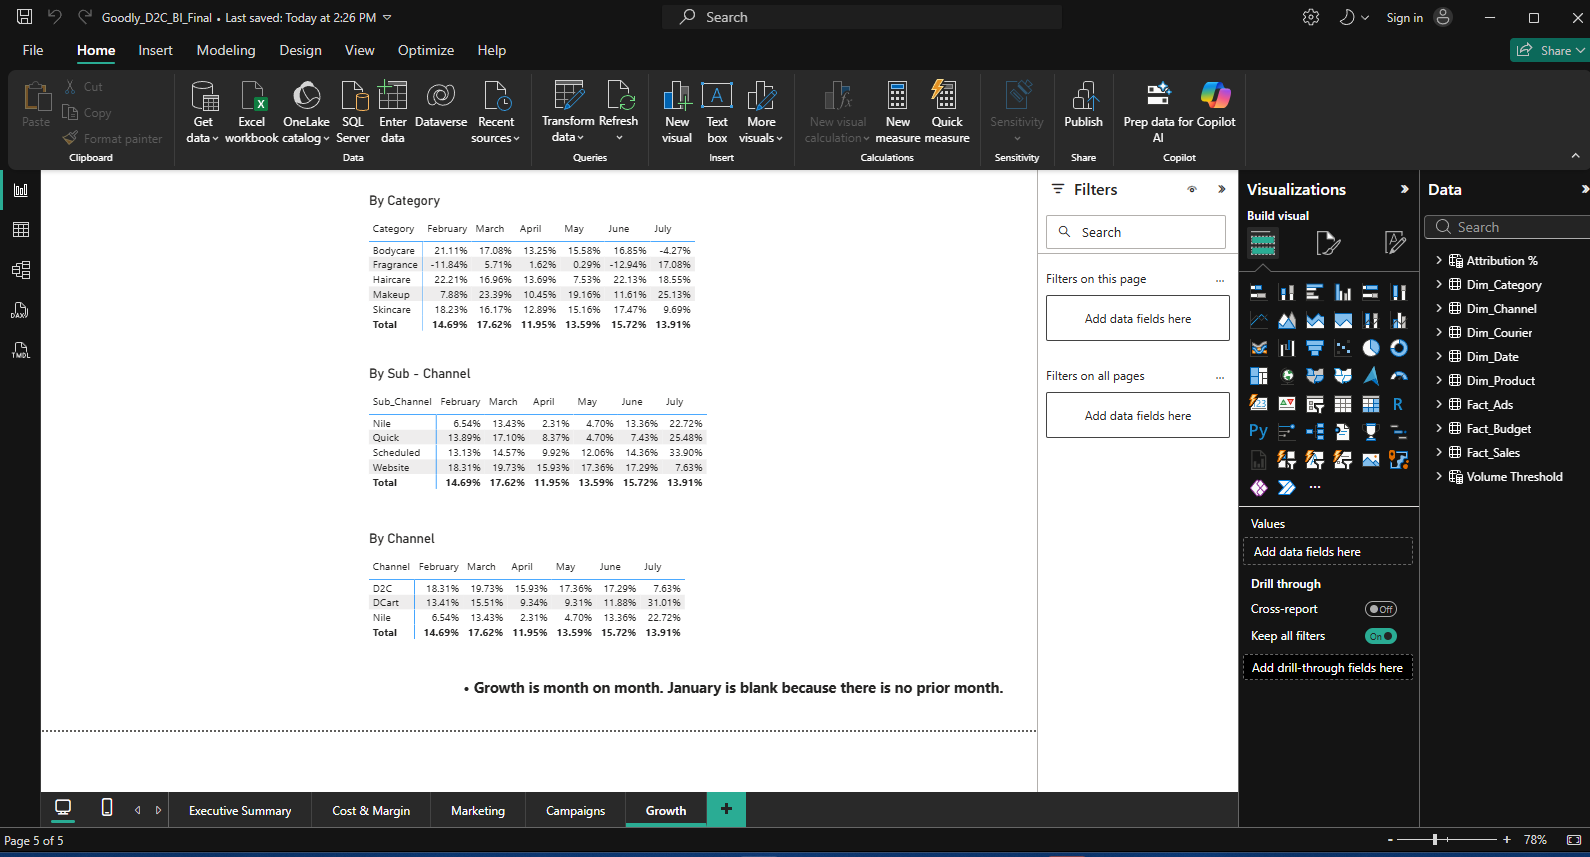 Goodly_D2C_BI_Final • Last saved: Today at 2:26 PM
Search
Sign in
File Home Insert Modeling Design View Optimize Help
Share
Paste
Cut
Copy
Format painter
Clipboard
Get data
Excel workbook
OneLake catalog
SQL Server
Enter data
Dataverse
Recent sources
Data
Transform data
Refresh
Queries
New visual
Text box
More visuals
Insert
New visual calculation
New measure
Quick measure
Calculations
Sensitivity
Sensitivity
Publish
Share
Prep data for AI
Copilot
Copilot
DAX
TMDL
By Category
Category February March April May June July
Bodycare 21.11% 17.08% 13.25% 15.58% 16.85% -4.27%
Fragrance -11.84% 5.71% 1.62% 0.29% -12.94% 17.08%
Haircare 22.21% 16.96% 13.69% 7.53% 22.13% 18.55%
Makeup 7.88% 23.39% 10.45% 19.16% 11.61% 25.13%
Skincare 18.23% 16.17% 12.89% 15.16% 17.47% 9.69%
Total 14.69% 17.62% 11.95% 13.59% 15.72% 13.91%
By Sub - Channel
Sub_Channel February March April May June July
Nile 6.54% 13.43% 2.31% 4.70% 13.36% 22.72%
Quick 13.89% 17.10% 8.37% 4.70% 7.43% 25.48%
Scheduled 13.13% 14.57% 9.92% 12.06% 14.36% 33.90%
Website 18.31% 19.73% 15.93% 17.36% 17.29% 7.63%
Total 14.69% 17.62% 11.95% 13.59% 15.72% 13.91%
By Channel
Channel February March April May June July
D2C 18.31% 19.73% 15.93% 17.36% 17.29% 7.63%
DCart 13.41% 15.51% 9.34% 9.31% 11.88% 31.01%
Nile 6.54% 13.43% 2.31% 4.70% 13.36% 22.72%
Total 14.69% 17.62% 11.95% 13.59% 15.72% 13.91%
• Growth is month on month. January is blank because there is no prior month.
Filters
Search
Filters on this page
Add data fields here
Filters on all pages
Add data fields here
Visualizations
Build visual
R
Py
Values
Add data fields here
Drill through
Cross-report
Off
Keep all filters
On
Add drill-through fields here
Data
Search
Attribution %
Dim_Category
Dim_Channel
Dim_Courier
Dim_Date
Dim_Product
Fact_Ads
Fact_Budget
Fact_Sales
Volume Threshold
Executive Summary Cost & Margin Marketing Campaigns Growth +
Page 5 of 5
- + 78%